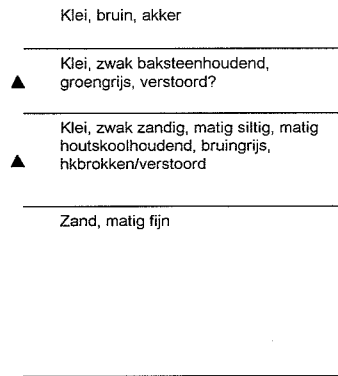 Klei, bruin, akker
Klei, zwak baksteenhoudend,
groengrijs, verstoord?
Klei, zwak zandig, matig siltig, matig
houtskoolhoudend, bruingrijs,
hkbrokken/verstoord
Zand, matig fijn